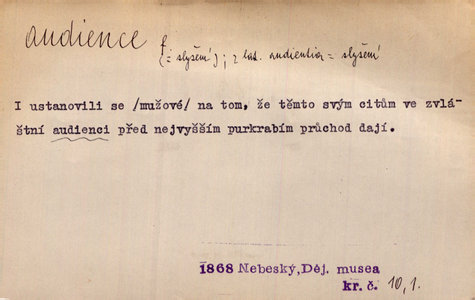 audience f
(= slyšení); z lat. audientia = slyšení
I ustanovili se /mužové/ na tom, že těmto svým citům ve zvlá-
štní audienci před nejvyšším purkrabím průchod dají.
1868 Nebeský, Děj. musea
kr. č. 10,1.